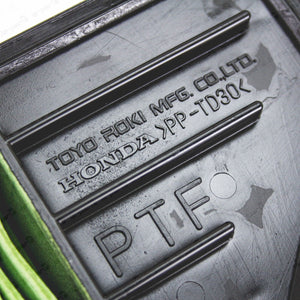 TOYO ROKI MFG. CO.,LTD.
HONDA >PP-TD30<
PTF